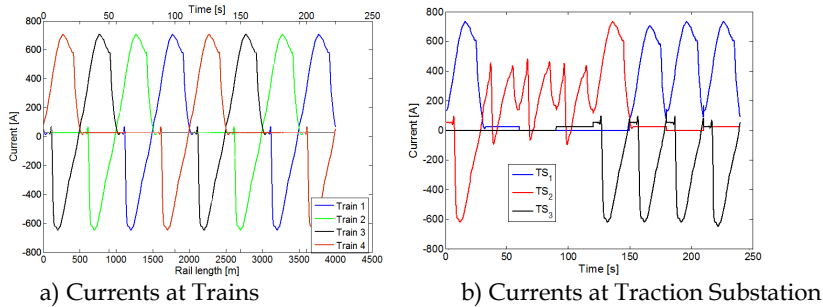 Time [s]
0 50 100 150 200 250
800
600
400
200
0
-200
-400
-600
-800
Current [A]
Train 1
Train 2
Train 3
Train 4
0 500 1000 1500 2000 2500 3000 3500 4000 4500
Rail length [m]
a) Currents at Trains
800
600
400
200
0
-200
-400
-600
-800
Current [A]
TS1
TS2
TS3
0 50 100 150 200 250
Time [s]
b) Currents at Traction Substation